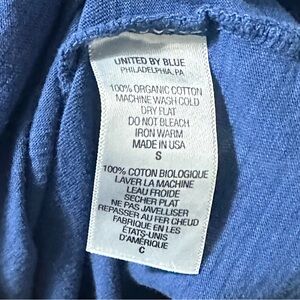 UNITED BY BLUE
PHILADELPHIA, PA
100% ORGANIC COTTON
MACHINE WASH COLD
DRY FLAT
DO NOT BLEACH
IRON WARM
MADE IN USA
S
100% COTON BIOLOGIQUE
LAVER LA MACHINE
LEAU FROIDE
SECHER PLAT
NE PAS JAVELLISER
REPASSER AU FER CHEUD
FABRIQUE EN LES
ÉTATS-UNIS
D'AMÉRIQUE
C